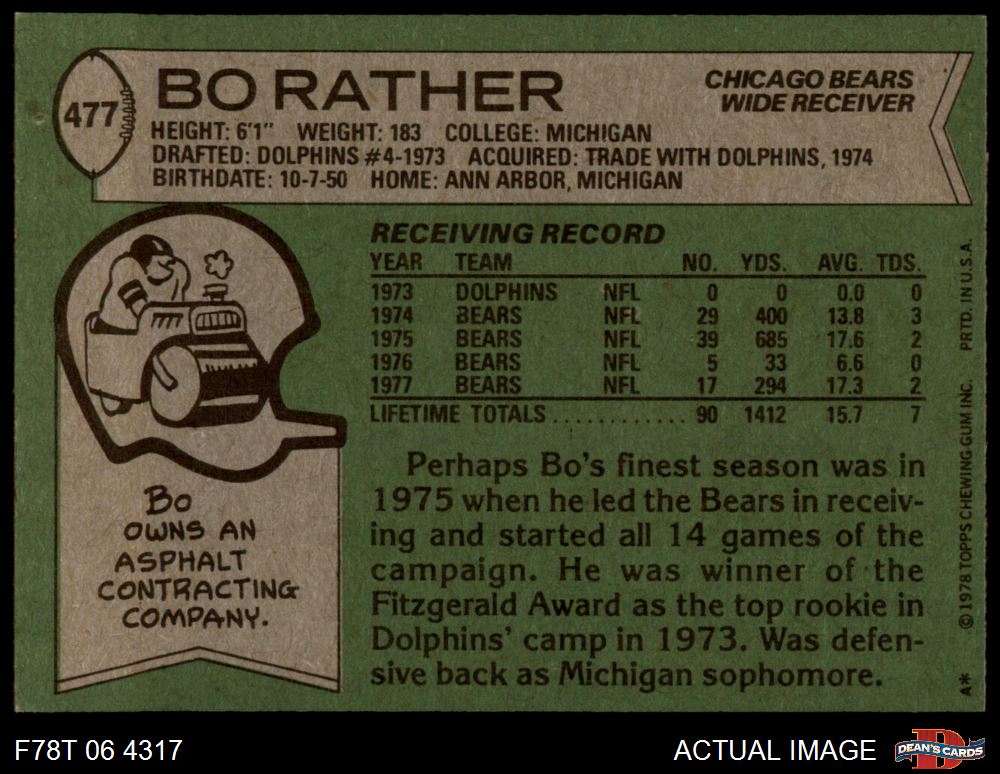 477
BO RATHER
CHICAGO BEARS
WIDE RECEIVER
HEIGHT: 6'1" WEIGHT: 183 COLLEGE: MICHIGAN
DRAFTED: DOLPHINS #4-1973 ACQUIRED: TRADE WITH DOLPHINS, 1974
BIRTHDATE: 10-7-50 HOME: ANN ARBOR, MICHIGAN
RECEIVING RECORD
YEAR TEAM NO. YDS. AVG. TDS.
1973 DOLPHINS NFL 0 0 0.0 0
1974 BEARS NFL 29 400 13.8 3
1975 BEARS NFL 39 685 17.6 2
1976 BEARS NFL 5 33 6.6 0
1977 BEARS NFL 17 294 17.3 2
LIFETIME TOTALS ............ 90 1412 15.7 7
Perhaps Bo's finest season was in
1975 when he led the Bears in receiv-
ing and started all 14 games of the
campaign. He was winner of the
Fitzgerald Award as the top rookie in
Dolphins' camp in 1973. Was defen-
sive back as Michigan sophomore.
Bo
OWNS AN
ASPHALT
CONTRACTING
COMPANY.
A* © 1978 TOPPS CHEWING GUM INC. PRTD. IN U.S.A.
F78T 06 4317
ACTUAL IMAGE
D
DEAN'S CARDS